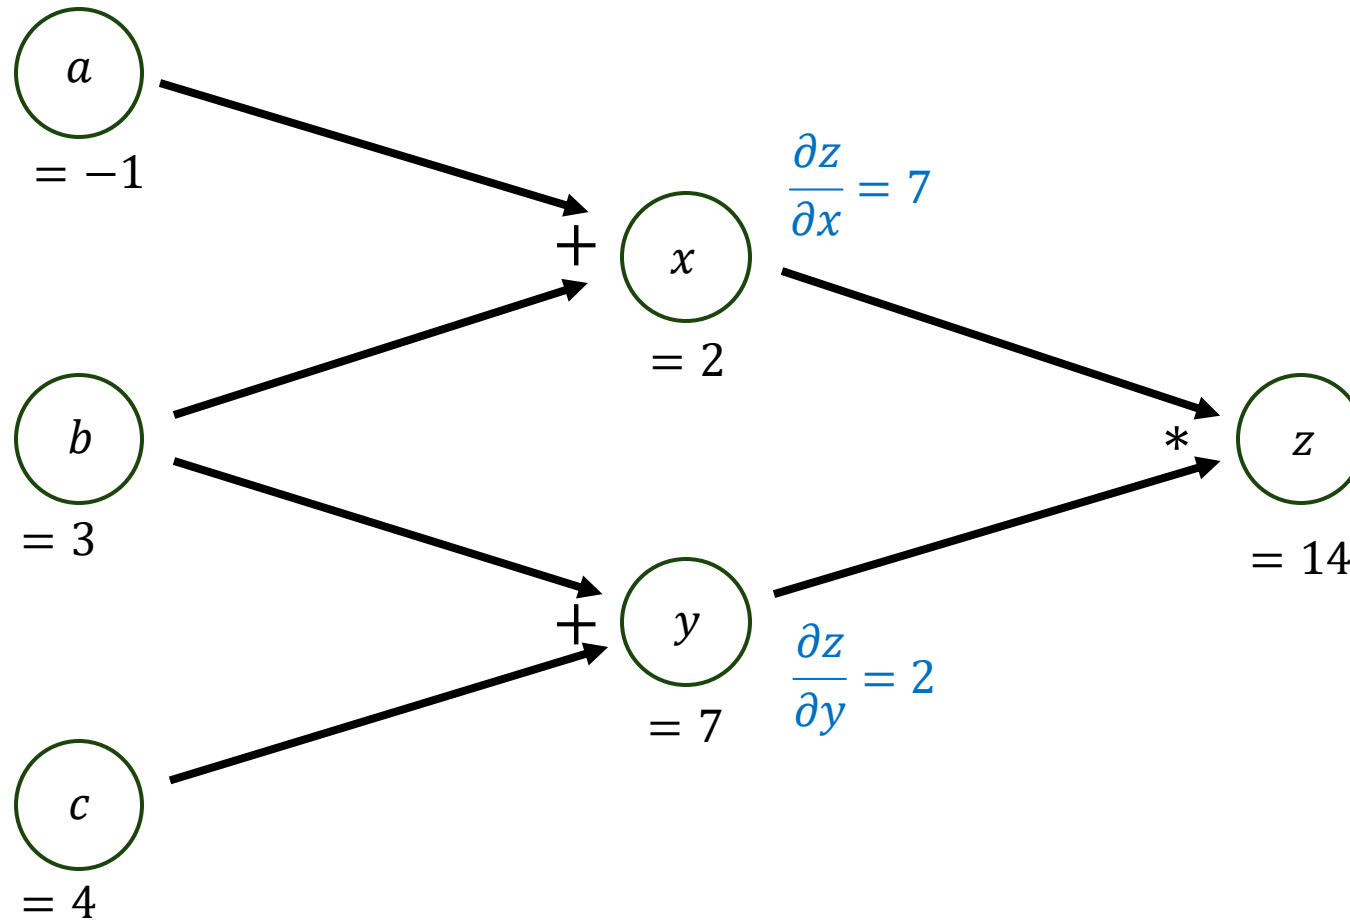 a
= −1
b
= 3
c
= 4
+
x
= 2
∂z/∂x = 7
+
y
= 7
∂z/∂y = 2
*
z
= 14